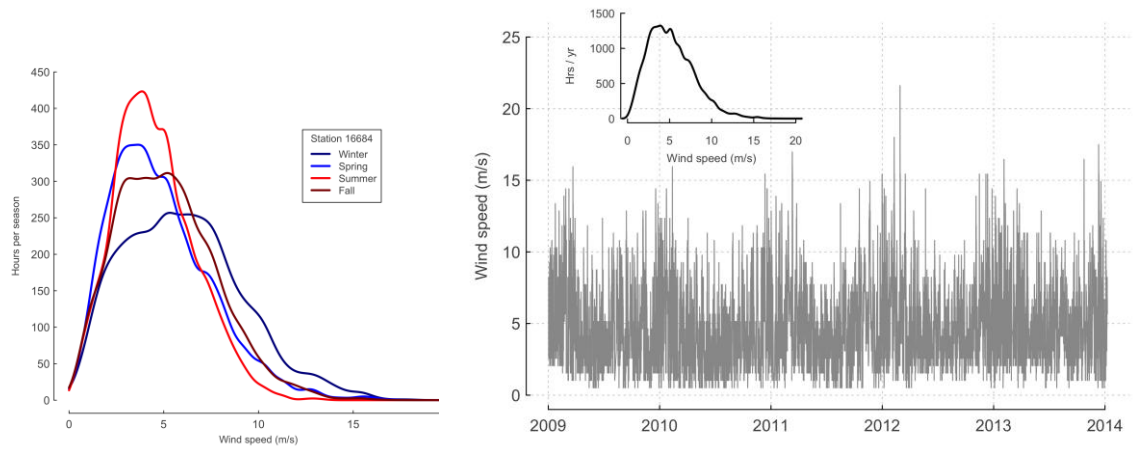 450
400
350
300
250
200
150
100
50
0
Hours per season
0 5 10 15
Wind speed (m/s)
Station 16684
Winter
Spring
Summer
Fall
25
20
15
10
5
0
Wind speed (m/s)
2009 2010 2011 2012 2013 2014
1500
1000
500
0
Hrs / yr
0 5 10 15 20
Wind speed (m/s)